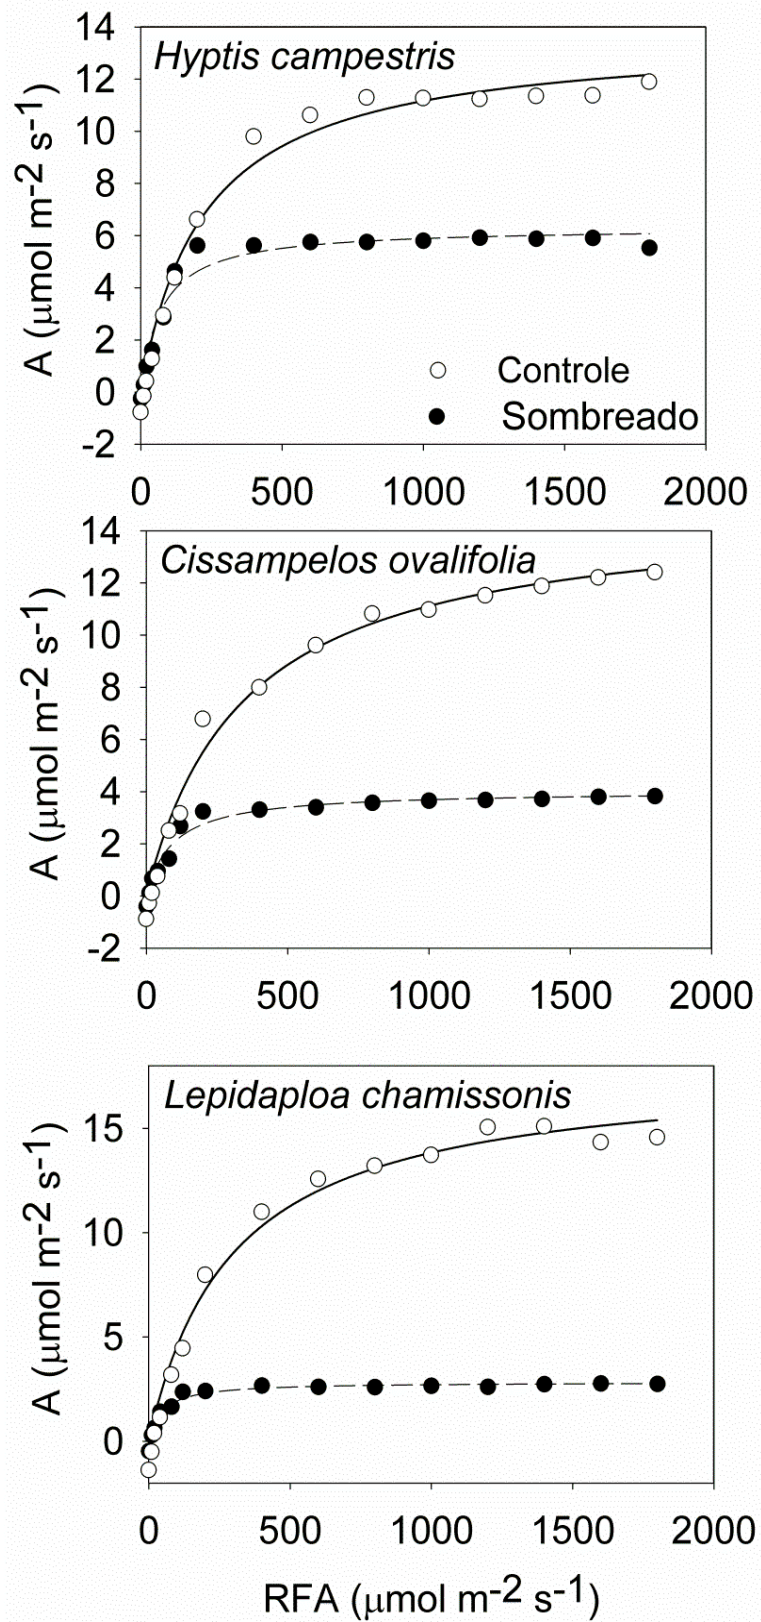 Hyptis campestris
A (μmol m-2 s-1)
14
12
10
8
6
4
2
0
-2
Controle
Sombreado
0 500 1000 1500 2000
Cissampelos ovalifolia
A (μmol m-2 s-1)
14
12
10
8
6
4
2
0
-2
0 500 1000 1500 2000
Lepidaploa chamissonis
A (μmol m-2 s-1)
15
10
5
0
0 500 1000 1500 2000
RFA (μmol m-2 s-1)